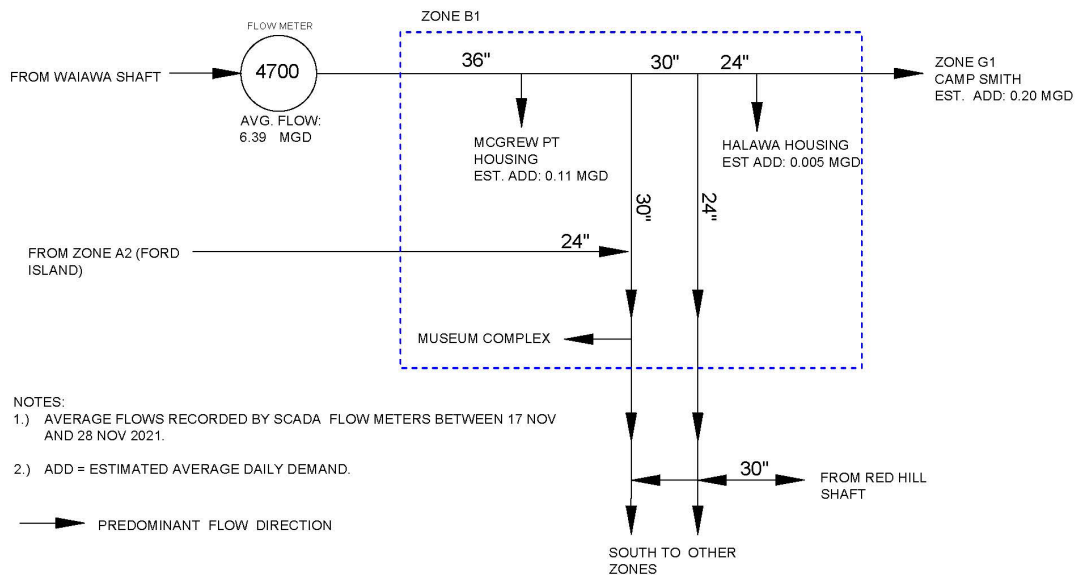 ZONE B1
FLOW METER
FROM WAIAWA SHAFT
4700
36"
30"
24"
ZONE G1
CAMP SMITH
EST. ADD: 0.20 MGD
AVG. FLOW:
6.39 MGD
MCGREW PT
HOUSING
EST. ADD: 0.11 MGD
HALAWA HOUSING
EST ADD: 0.005 MGD
30"
24"
24"
FROM ZONE A2 (FORD
ISLAND)
MUSEUM COMPLEX
NOTES:
1.) AVERAGE FLOWS RECORDED BY SCADA FLOW METERS BETWEEN 17 NOV
AND 28 NOV 2021.
2.) ADD = ESTIMATED AVERAGE DAILY DEMAND.
30"
FROM RED HILL
SHAFT
PREDOMINANT FLOW DIRECTION
SOUTH TO OTHER
ZONES